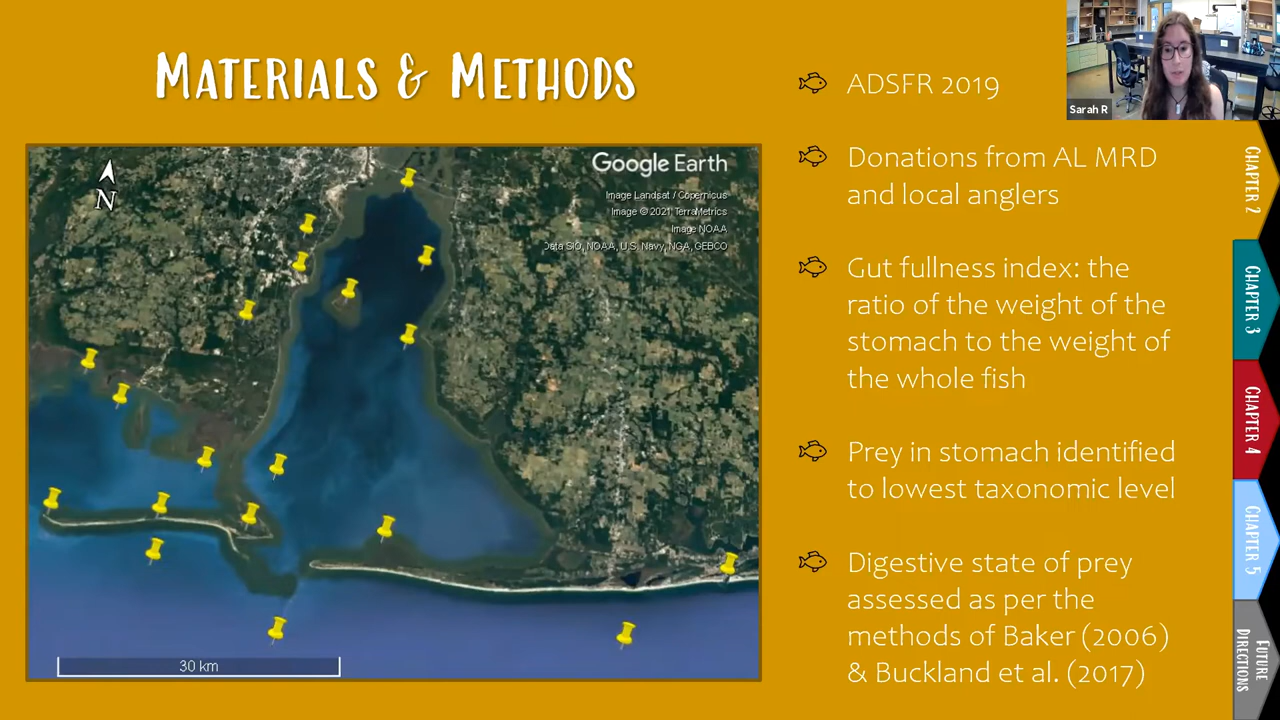 MATERIALS & METHODS
N
Google Earth
Image Landsat / Copernicus
Image © 2021 TerraMetrics
Image NOAA
Data SIO, NOAA, U.S. Navy, NGA, GEBCO
30 km
ADSFR 2019
Donations from AL MRD
and local anglers
Gut fullness index: the
ratio of the weight of the
stomach to the weight of
the whole fish
Prey in stomach identified
to lowest taxonomic level
Digestive state of prey
assessed as per the
methods of Baker (2006)
& Buckland et al. (2017)
Sarah R
CHAPTER 2
CHAPTER 3
CHAPTER 4
CHAPTER 5
FUTURE
DIRECTIONS